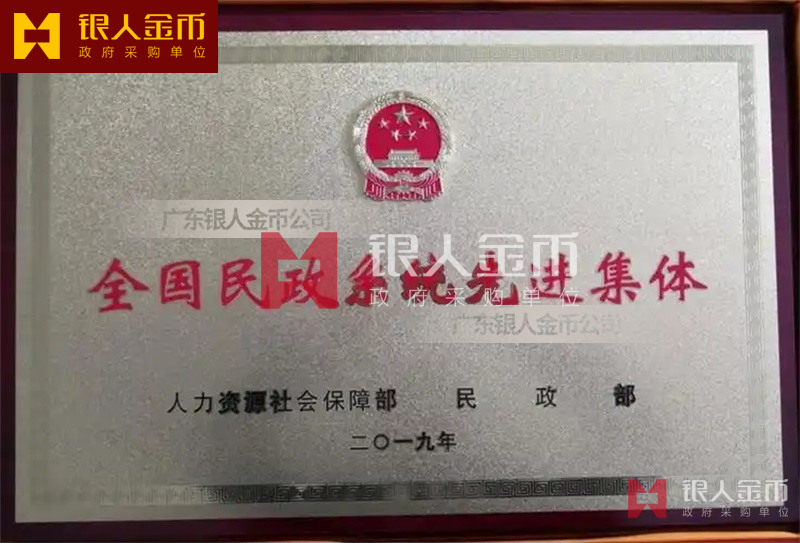 银人金币
政府采购单位
广东银人金币公司
银人金币
全国民政系统先进集体
政府采购单位
广东银人金币公司
人力资源社会保障部 民政部
二〇一九年
银人金币
政府采购单位